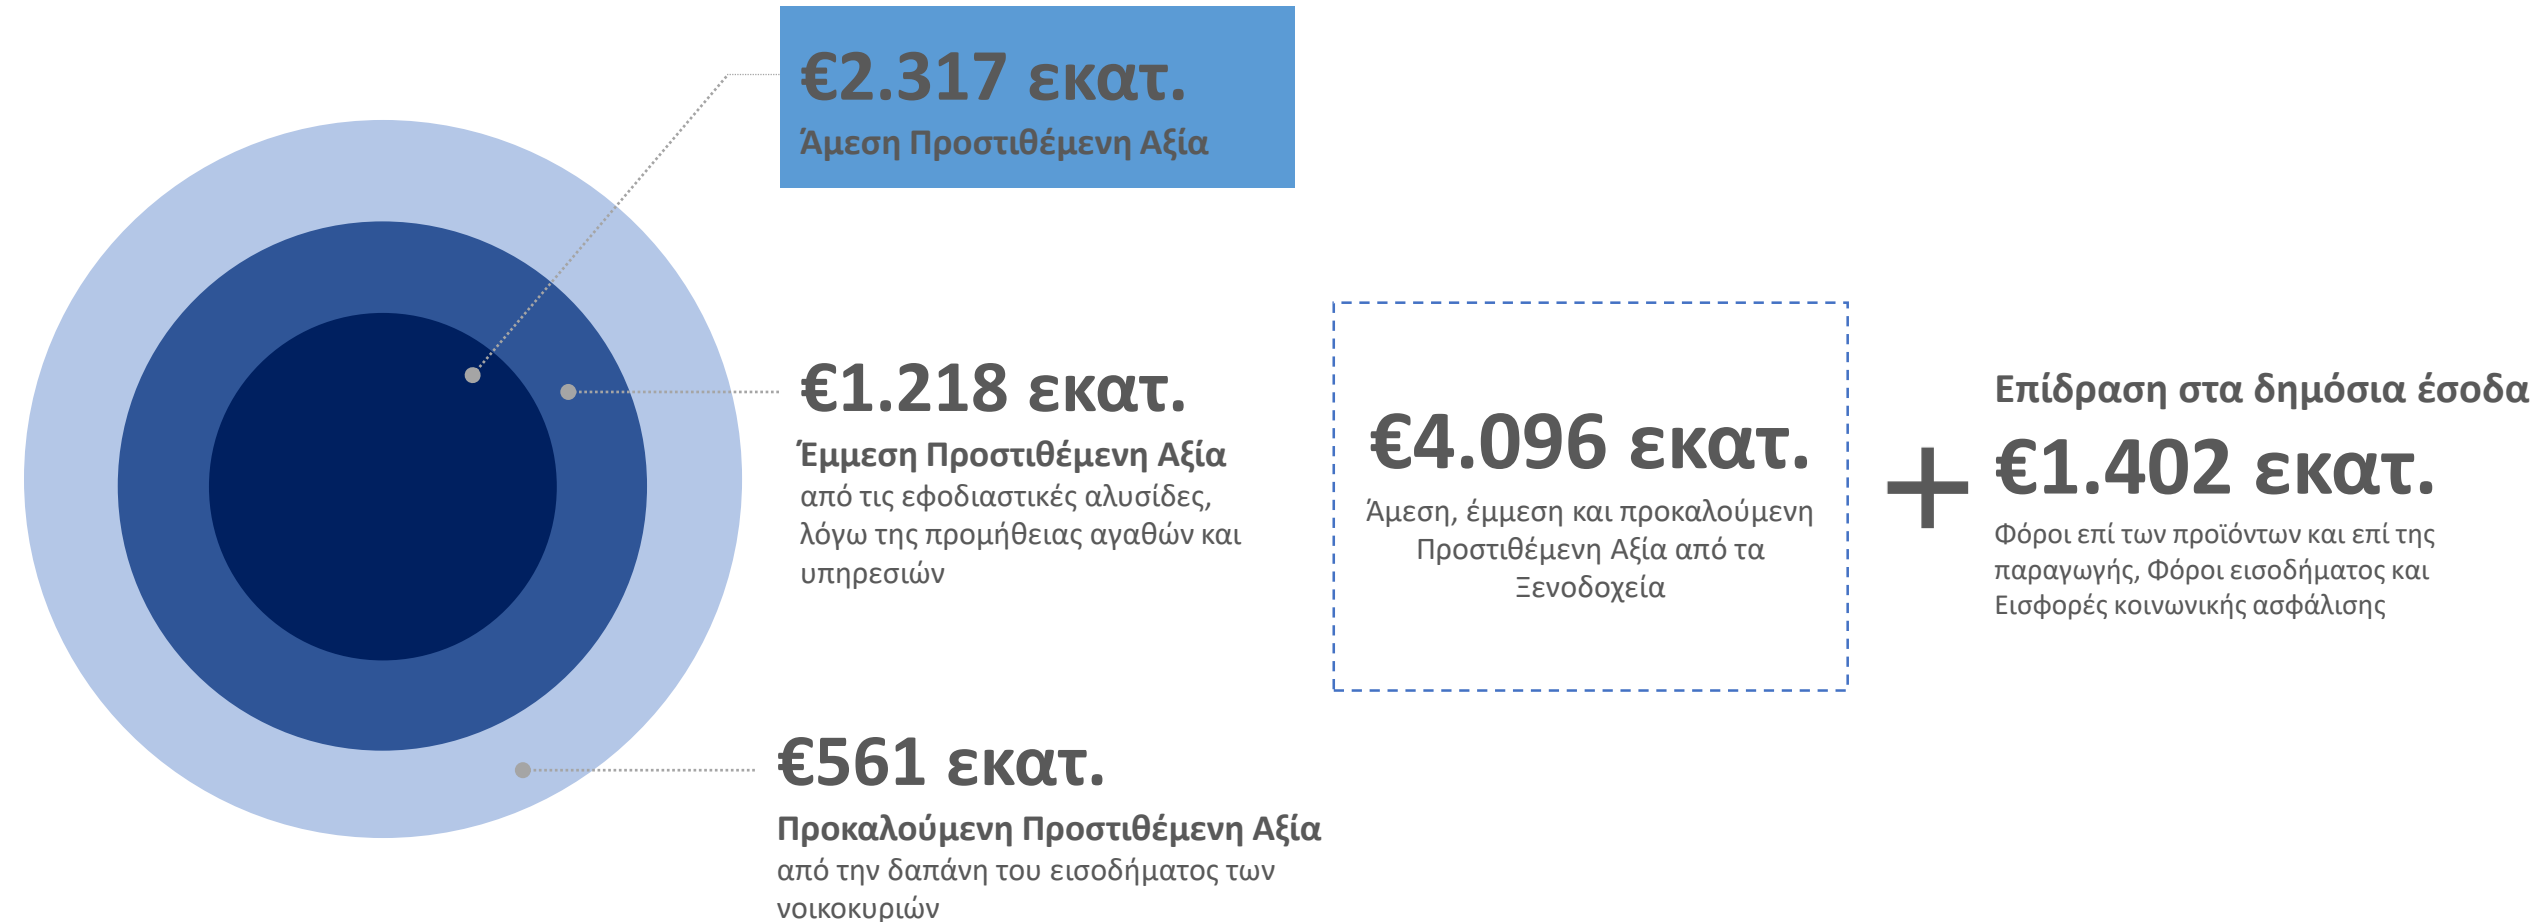 €2.317 εκατ.
Άμεση Προστιθέμενη Αξία
€1.218 εκατ.
Έμμεση Προστιθέμενη Αξία
από τις εφοδιαστικές αλυσίδες,
λόγω της προμήθειας αγαθών και
υπηρεσιών
€561 εκατ.
Προκαλούμενη Προστιθέμενη Αξία
από την δαπάνη του εισοδήματος των
νοικοκυριών
€4.096 εκατ.
Άμεση, έμμεση και προκαλούμενη
Προστιθέμενη Αξία από τα
Ξενοδοχεία
+
Επίδραση στα δημόσια έσοδα
€1.402 εκατ.
Φόροι επί των προϊόντων και επί της
παραγωγής, Φόροι εισοδήματος και
Εισφορές κοινωνικής ασφάλισης